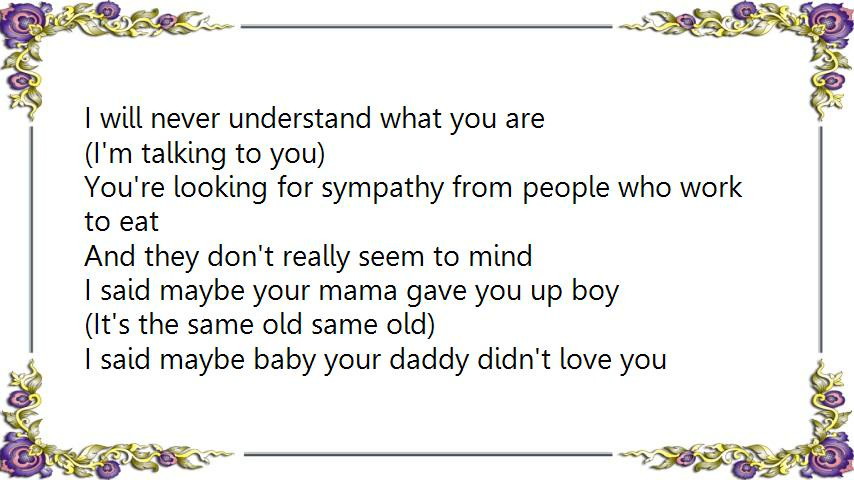 I will never understand what you are
(I'm talking to you)
You're looking for sympathy from people who work
to eat
And they don't really seem to mind
I said maybe your mama gave you up boy
(It's the same old same old)
I said maybe baby your daddy didn't love you